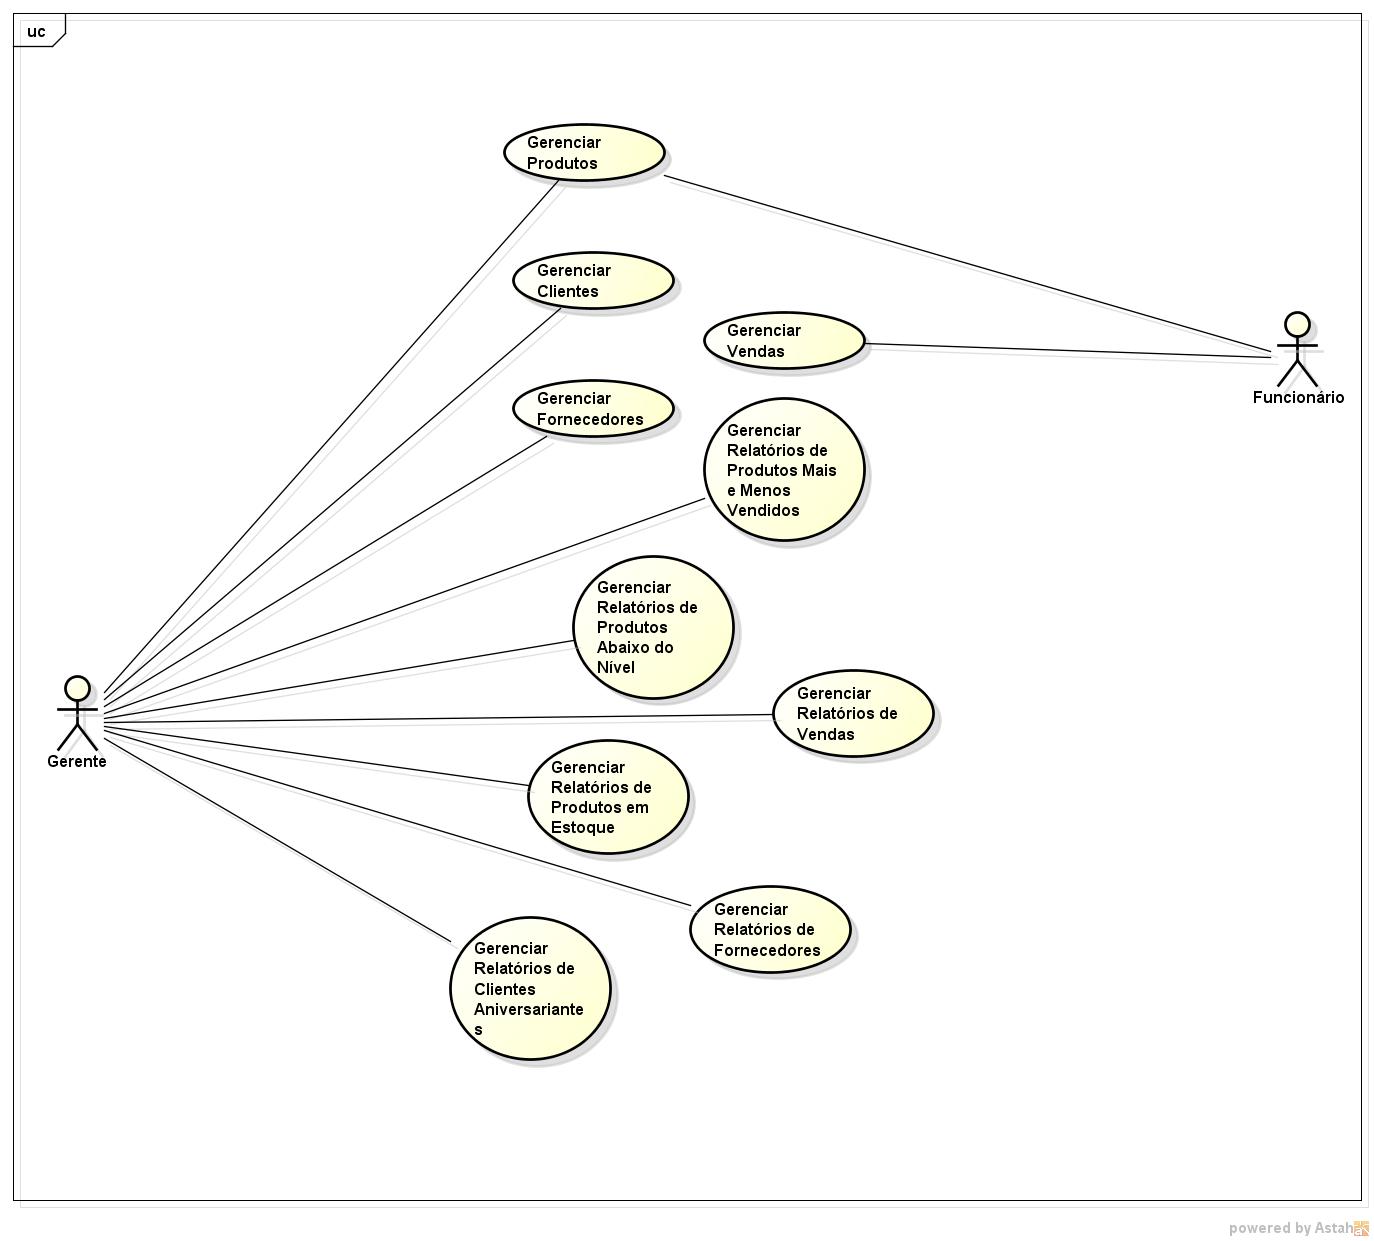 uc
Gerenciar
Produtos
Gerenciar
Clientes
Gerenciar
Vendas
Funcionário
Gerenciar
Fornecedores
Gerenciar
Relatórios de
Produtos Mais
e Menos
Vendidos
Gerenciar
Relatórios de
Produtos
Abaixo do
Nível
Gerente
Gerenciar
Relatórios de
Vendas
Gerenciar
Relatórios de
Produtos em
Estoque
Gerenciar
Relatórios de
Fornecedores
Gerenciar
Relatórios de
Clientes
Aniversariante
s
powered by Astah